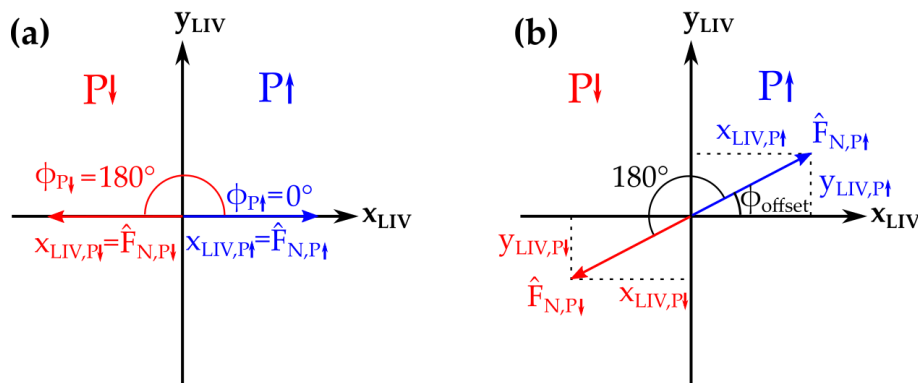 (a)
y_LIV
P↓
P↑
ϕ_P↓=180°
ϕ_P↑=0°
x_LIV
x_LIV,P↓=F̂_N,P↓
x_LIV,P↑=F̂_N,P↑
(b)
y_LIV
P↓
P↑
x_LIV,P↑
F̂_N,P↑
180°
ϕ_offset
y_LIV,P↑
x_LIV
y_LIV,P↓
F̂_N,P↓
x_LIV,P↓